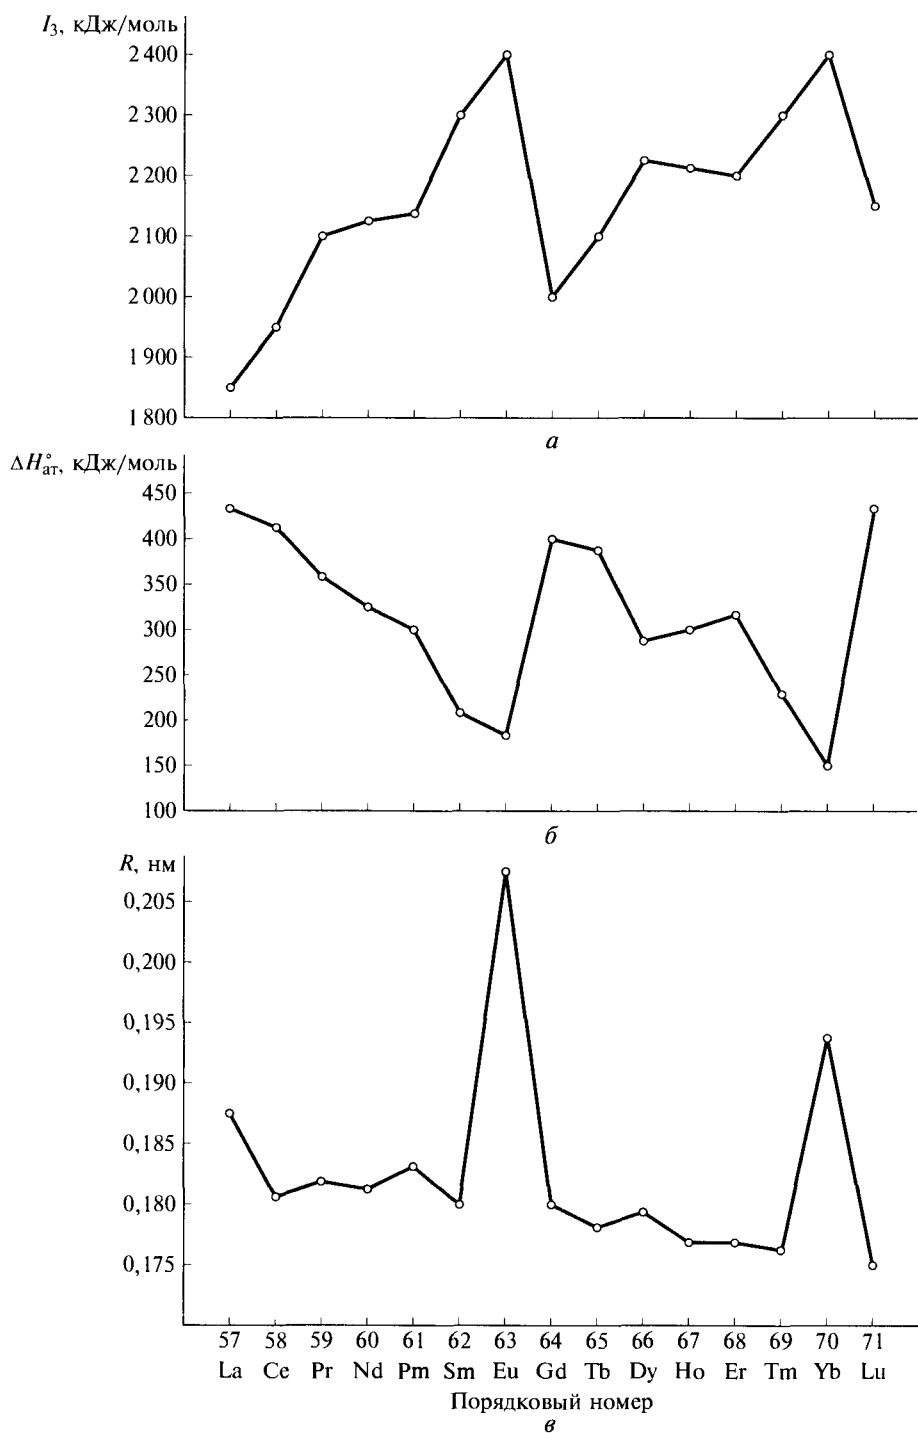 I₃, кДж/моль
2 400
2 300
2 200
2 100
2 000
1 900
1 800
а
ΔH°ат, кДж/моль
450
400
350
300
250
200
150
100
б
R, нм
0,205
0,200
0,195
0,190
0,185
0,180
0,175
57 58 59 60 61 62 63 64 65 66 67 68 69 70 71
La Ce Pr Nd Pm Sm Eu Gd Tb Dy Ho Er Tm Yb Lu
Порядковый номер
в